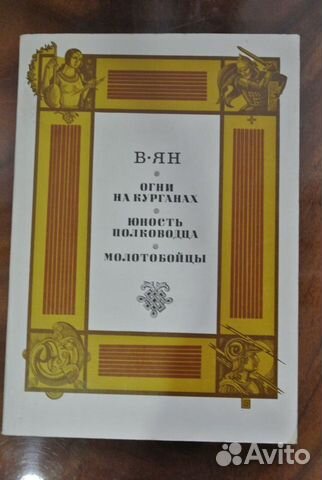 В·ЯН
ОГНИ
НА КУРГАНАХ
ЮНОСТЬ
ПОЛКОВОДЦА
МОЛОТОБОЙЦЫ
Avito